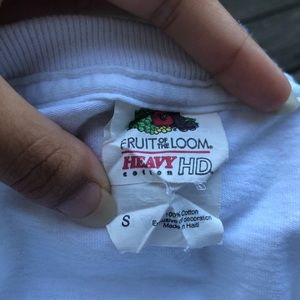 FRUIT OF THE LOOM®
HEAVY HD
cotton
S
100% Cotton
Exclusive of decoration
Made in Haiti